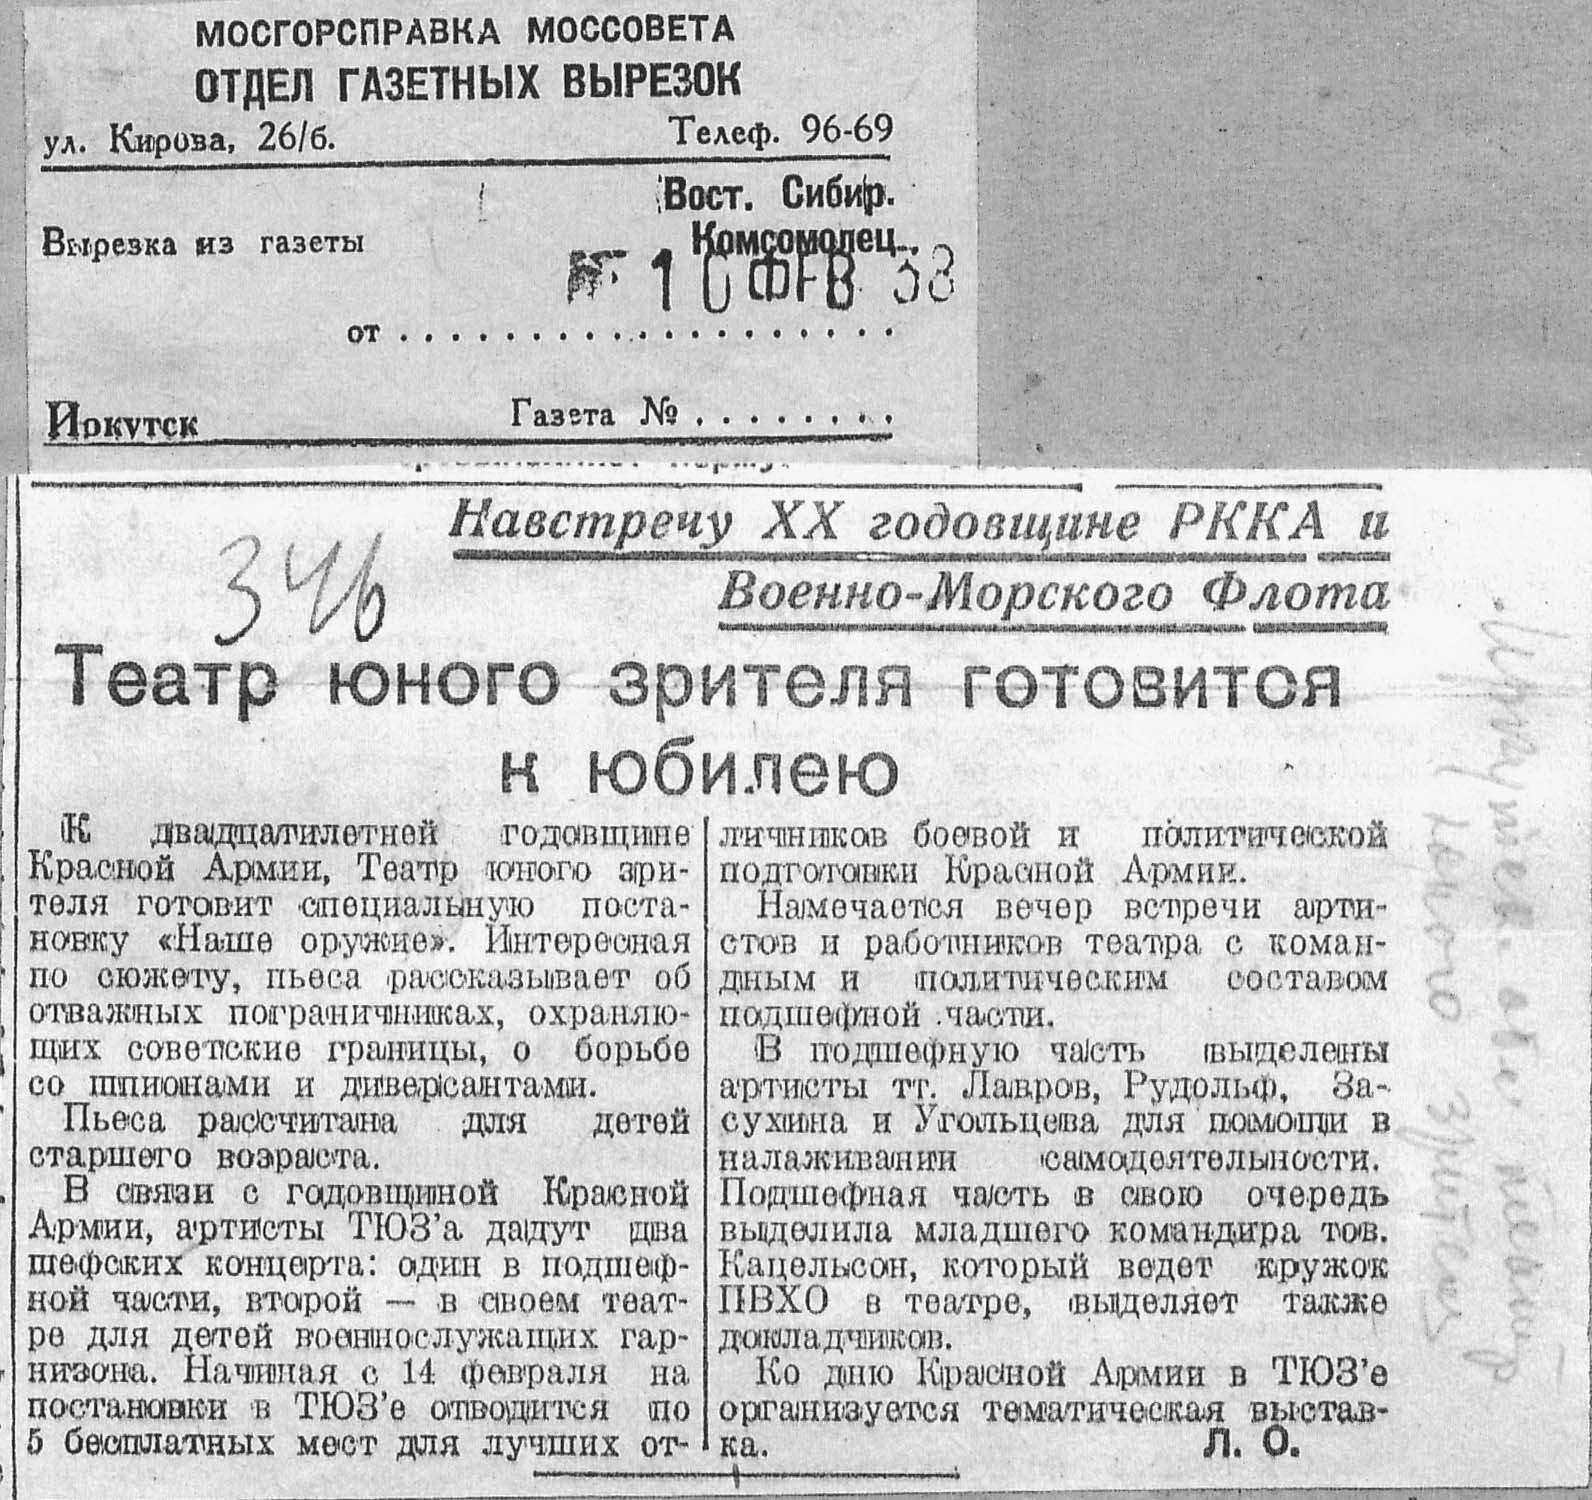 МОСГОРСПРАВКА МОССОВЕТА
ОТДЕЛ ГАЗЕТНЫХ ВЫРЕЗОК
ул. Кирова, 26/б. Телеф. 96-69
Вост. Сибир.
Вырезка из газеты Комсомолец
10 ФЕВ 38
от . . . . . . . . . . . . . . . . . . .
Иркутск Газета № . . . . . . . .
Навстречу XX годовщине РККА и
Военно-Морского Флота
346
Театр юного зрителя готовится
к юбилею
К двадцатилетней годовщине
Красной Армии, Театр юного зри-
теля готовит специальную поста-
новку «Наше оружие». Интересная
по сюжету, пьеса рассказывает об
отважных пограничниках, охраняю-
щих советские границы, о борьбе
со шпионами и диверсантами.
Пьеса рассчитана для детей
старшего возраста.
В связи с годовщиной Красной
Армии, артисты ТЮЗ'а дадут два
шефских концерта: один в подшеф-
ной части, второй — в своем теат-
ре для детей военнослужащих гар-
низона. Начиная с 14 февраля на
постановки в ТЮЗ'е отводится по
5 бесплатных мест для лучших от-
личников боевой и политической
подготовки Красной Армии.
Намечается вечер встречи арти-
стов и работников театра с коман-
дным и политическим составом
подшефной части.
В подшефную часть выделены
артисты тт. Лавров, Рудольф, За-
сухина и Угольцева для помощи в
налаживании самодеятельности.
Подшефная часть в свою очередь
выделила младшего командира тов.
Кацельсон, который ведет кружок
ПВХО в театре, выделяет также
докладчиков.
Ко дню Красной Армии в ТЮЗ'е
организуется тематическая выстав-
ка. Л. О.
Иркутск. обл. театр
юного зрителя